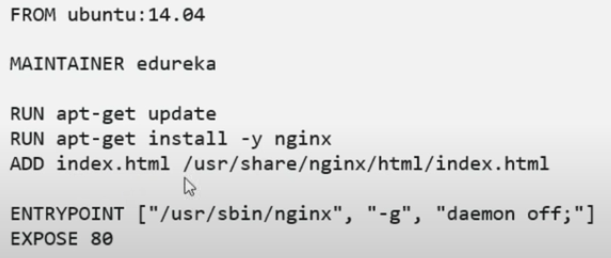 FROM ubuntu:14.04
MAINTAINER edureka
RUN apt-get update
RUN apt-get install -y nginx
ADD index.html /usr/share/nginx/html/index.html
ENTRYPOINT ["/usr/sbin/nginx", "-g", "daemon off;"]
EXPOSE 80